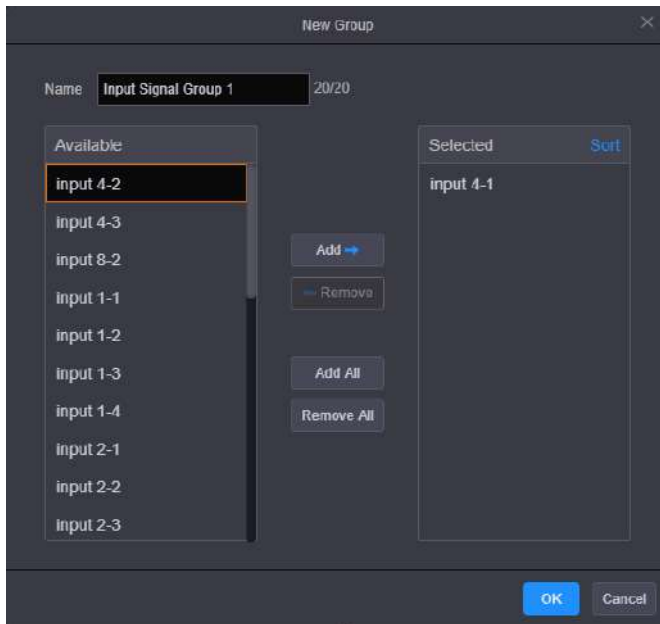 New Group
Name Input Signal Group 1 20/20
Available
input 4-2
input 4-3
input 8-2
input 1-1
input 1-2
input 1-3
input 1-4
input 2-1
input 2-2
input 2-3
Add
Remove
Add All
Remove All
Selected Sort
input 4-1
OK Cancel